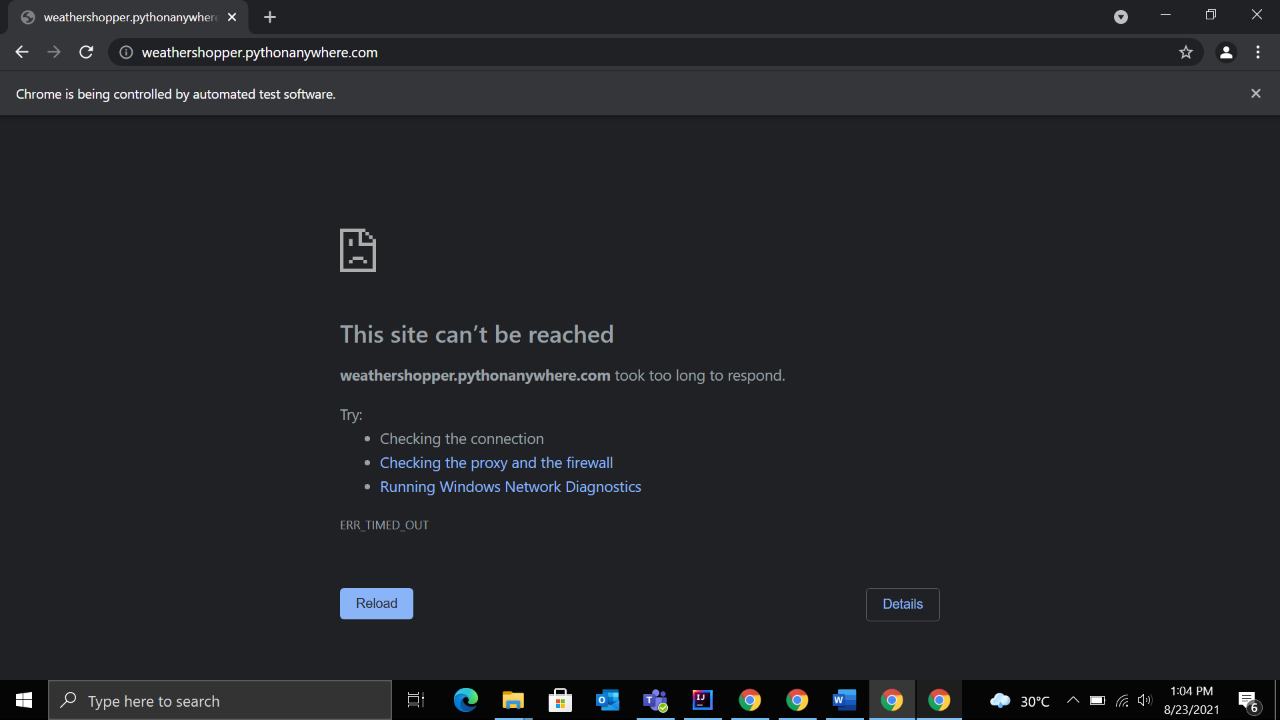 weathershopper.pythonanywhere
weathershopper.pythonanywhere.com
Chrome is being controlled by automated test software.
This site can’t be reached
weathershopper.pythonanywhere.com took too long to respond.
Try:
Checking the connection
Checking the proxy and the firewall
Running Windows Network Diagnostics
ERR_TIMED_OUT
Reload
Details
Type here to search
30°C
1:04 PM
8/23/2021
6